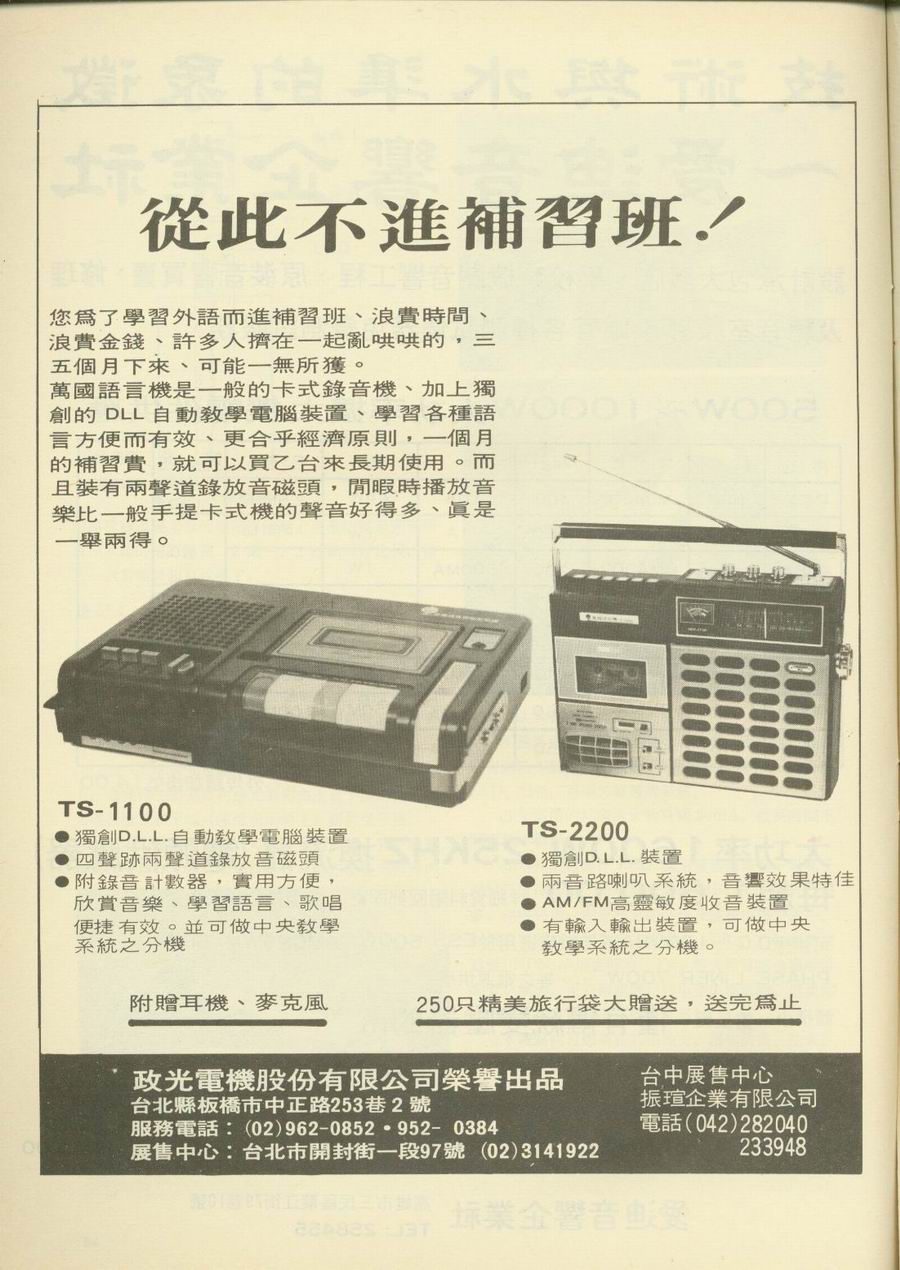 從此不進補習班！
您為了學習外語而進補習班、浪費時間、
浪費金錢、許多人擠在一起亂哄哄的，三
五個月下來、可能一無所獲。
萬國語言機是一般的卡式錄音機、加上獨
創的 DLL 自動教學電腦裝置、學習各種語
言方便而有效、更合乎經濟原則，一個月
的補習費，就可以買乙台來長期使用。而
且裝有兩聲道錄放音磁頭，閒暇時播放音
樂比一般手提卡式機的聲音好得多、眞是
一舉兩得。
TS-1100
●獨創D.L.L.自動教學電腦裝置
●四聲跡兩聲道錄放音磁頭
●附錄音計數器，實用方便，
欣賞音樂、學習語言、歌唱
便捷有效。並可做中央教學
系統之分機
附贈耳機、麥克風
TS-2200
●獨創D.L.L.裝置
●兩音路喇叭系統，音響效果特佳
●AM/FM高靈敏度收音裝置
●有輸入輸出裝置，可做中央
教學系統之分機。
250只精美旅行袋大贈送，送完爲止
政光電機股份有限公司榮譽出品
台北縣板橋市中正路253巷2號
服務電話：(02)962-0852•952- 0384
展售中心：台北市開封街一段97號 (02)3141922
台中展售中心
振瑄企業有限公司
電話(042)282040
233948